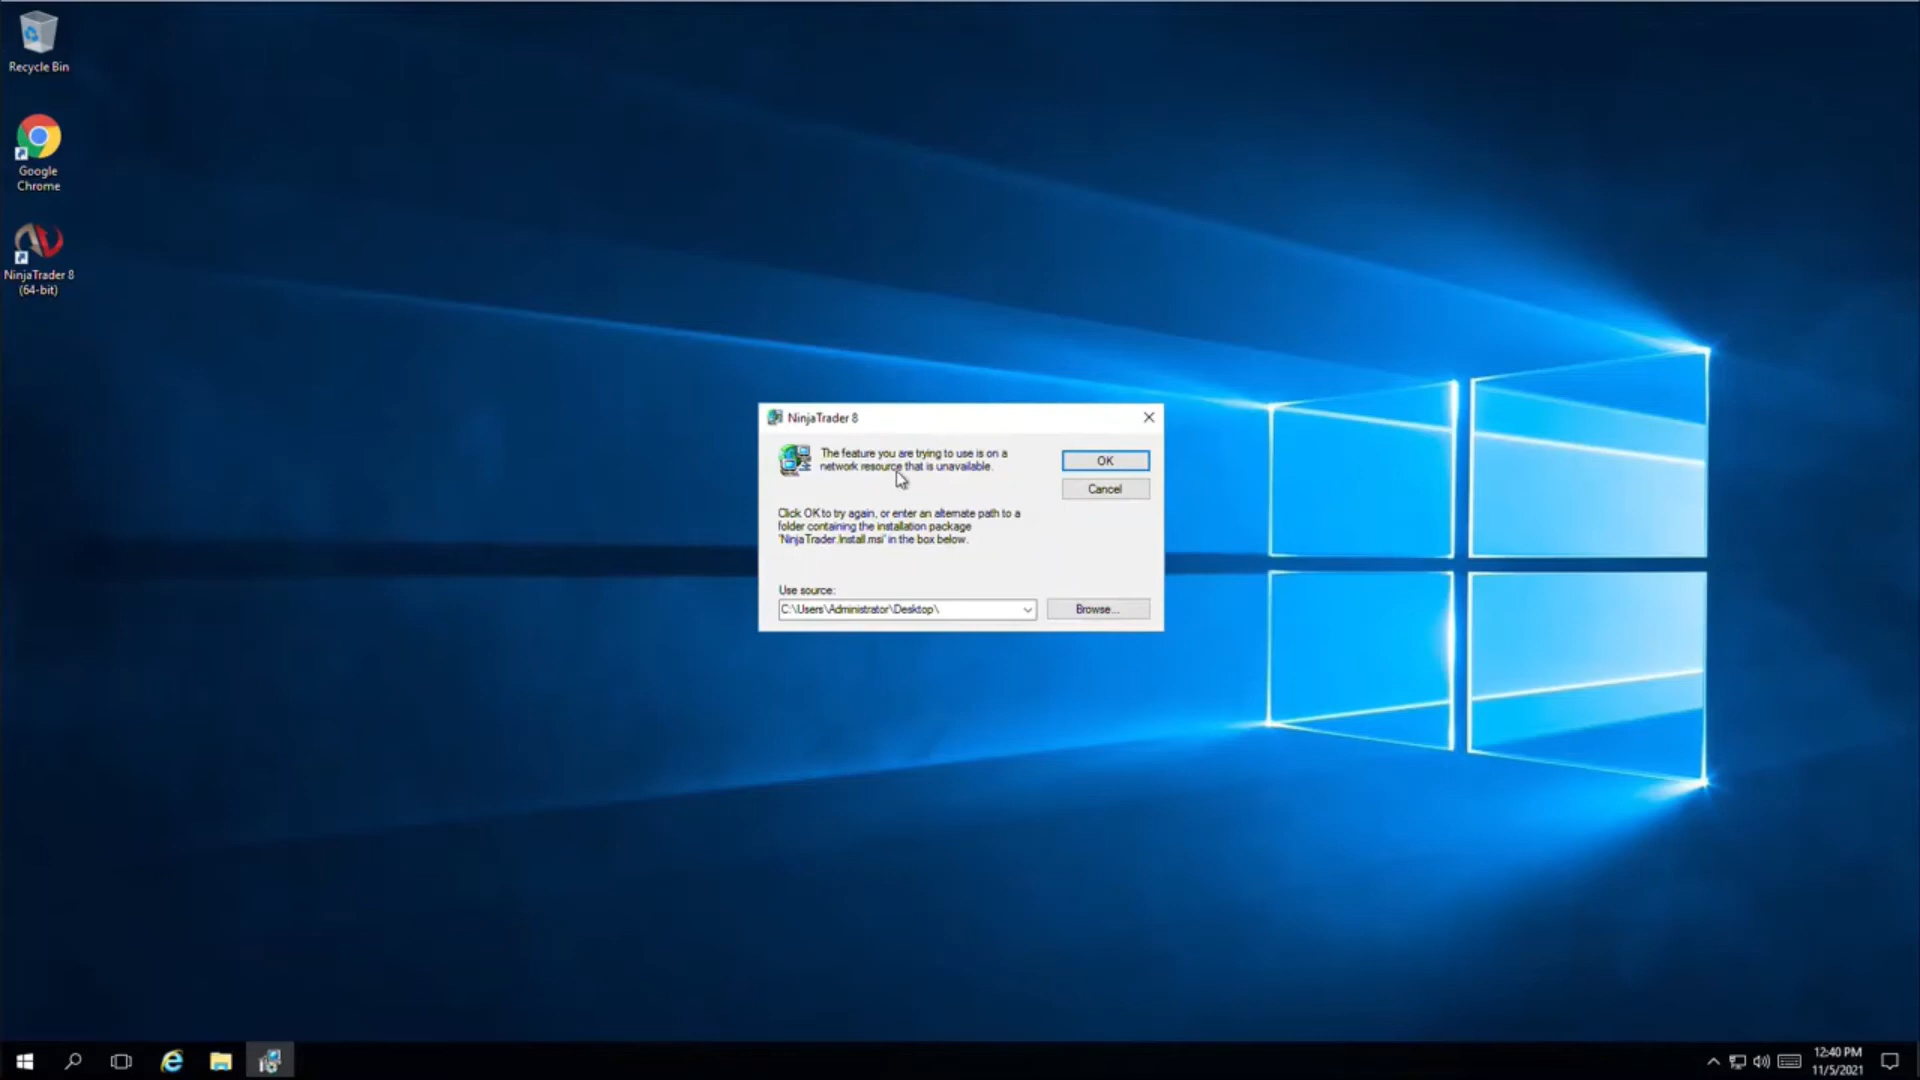 Recycle Bin
Google
Chrome
NinjaTrader 8
(64-bit)
NinjaTrader 8
The feature you are trying to use is on a
network resource that is unavailable.
OK
Cancel
Click OK to try again, or enter an alternate path to a
folder containing the installation package
'NinjaTrader.Install.msi' in the box below.
Use source:
C:\Users\Administrator\Desktop\
Browse...
12:40 PM
11/5/2021